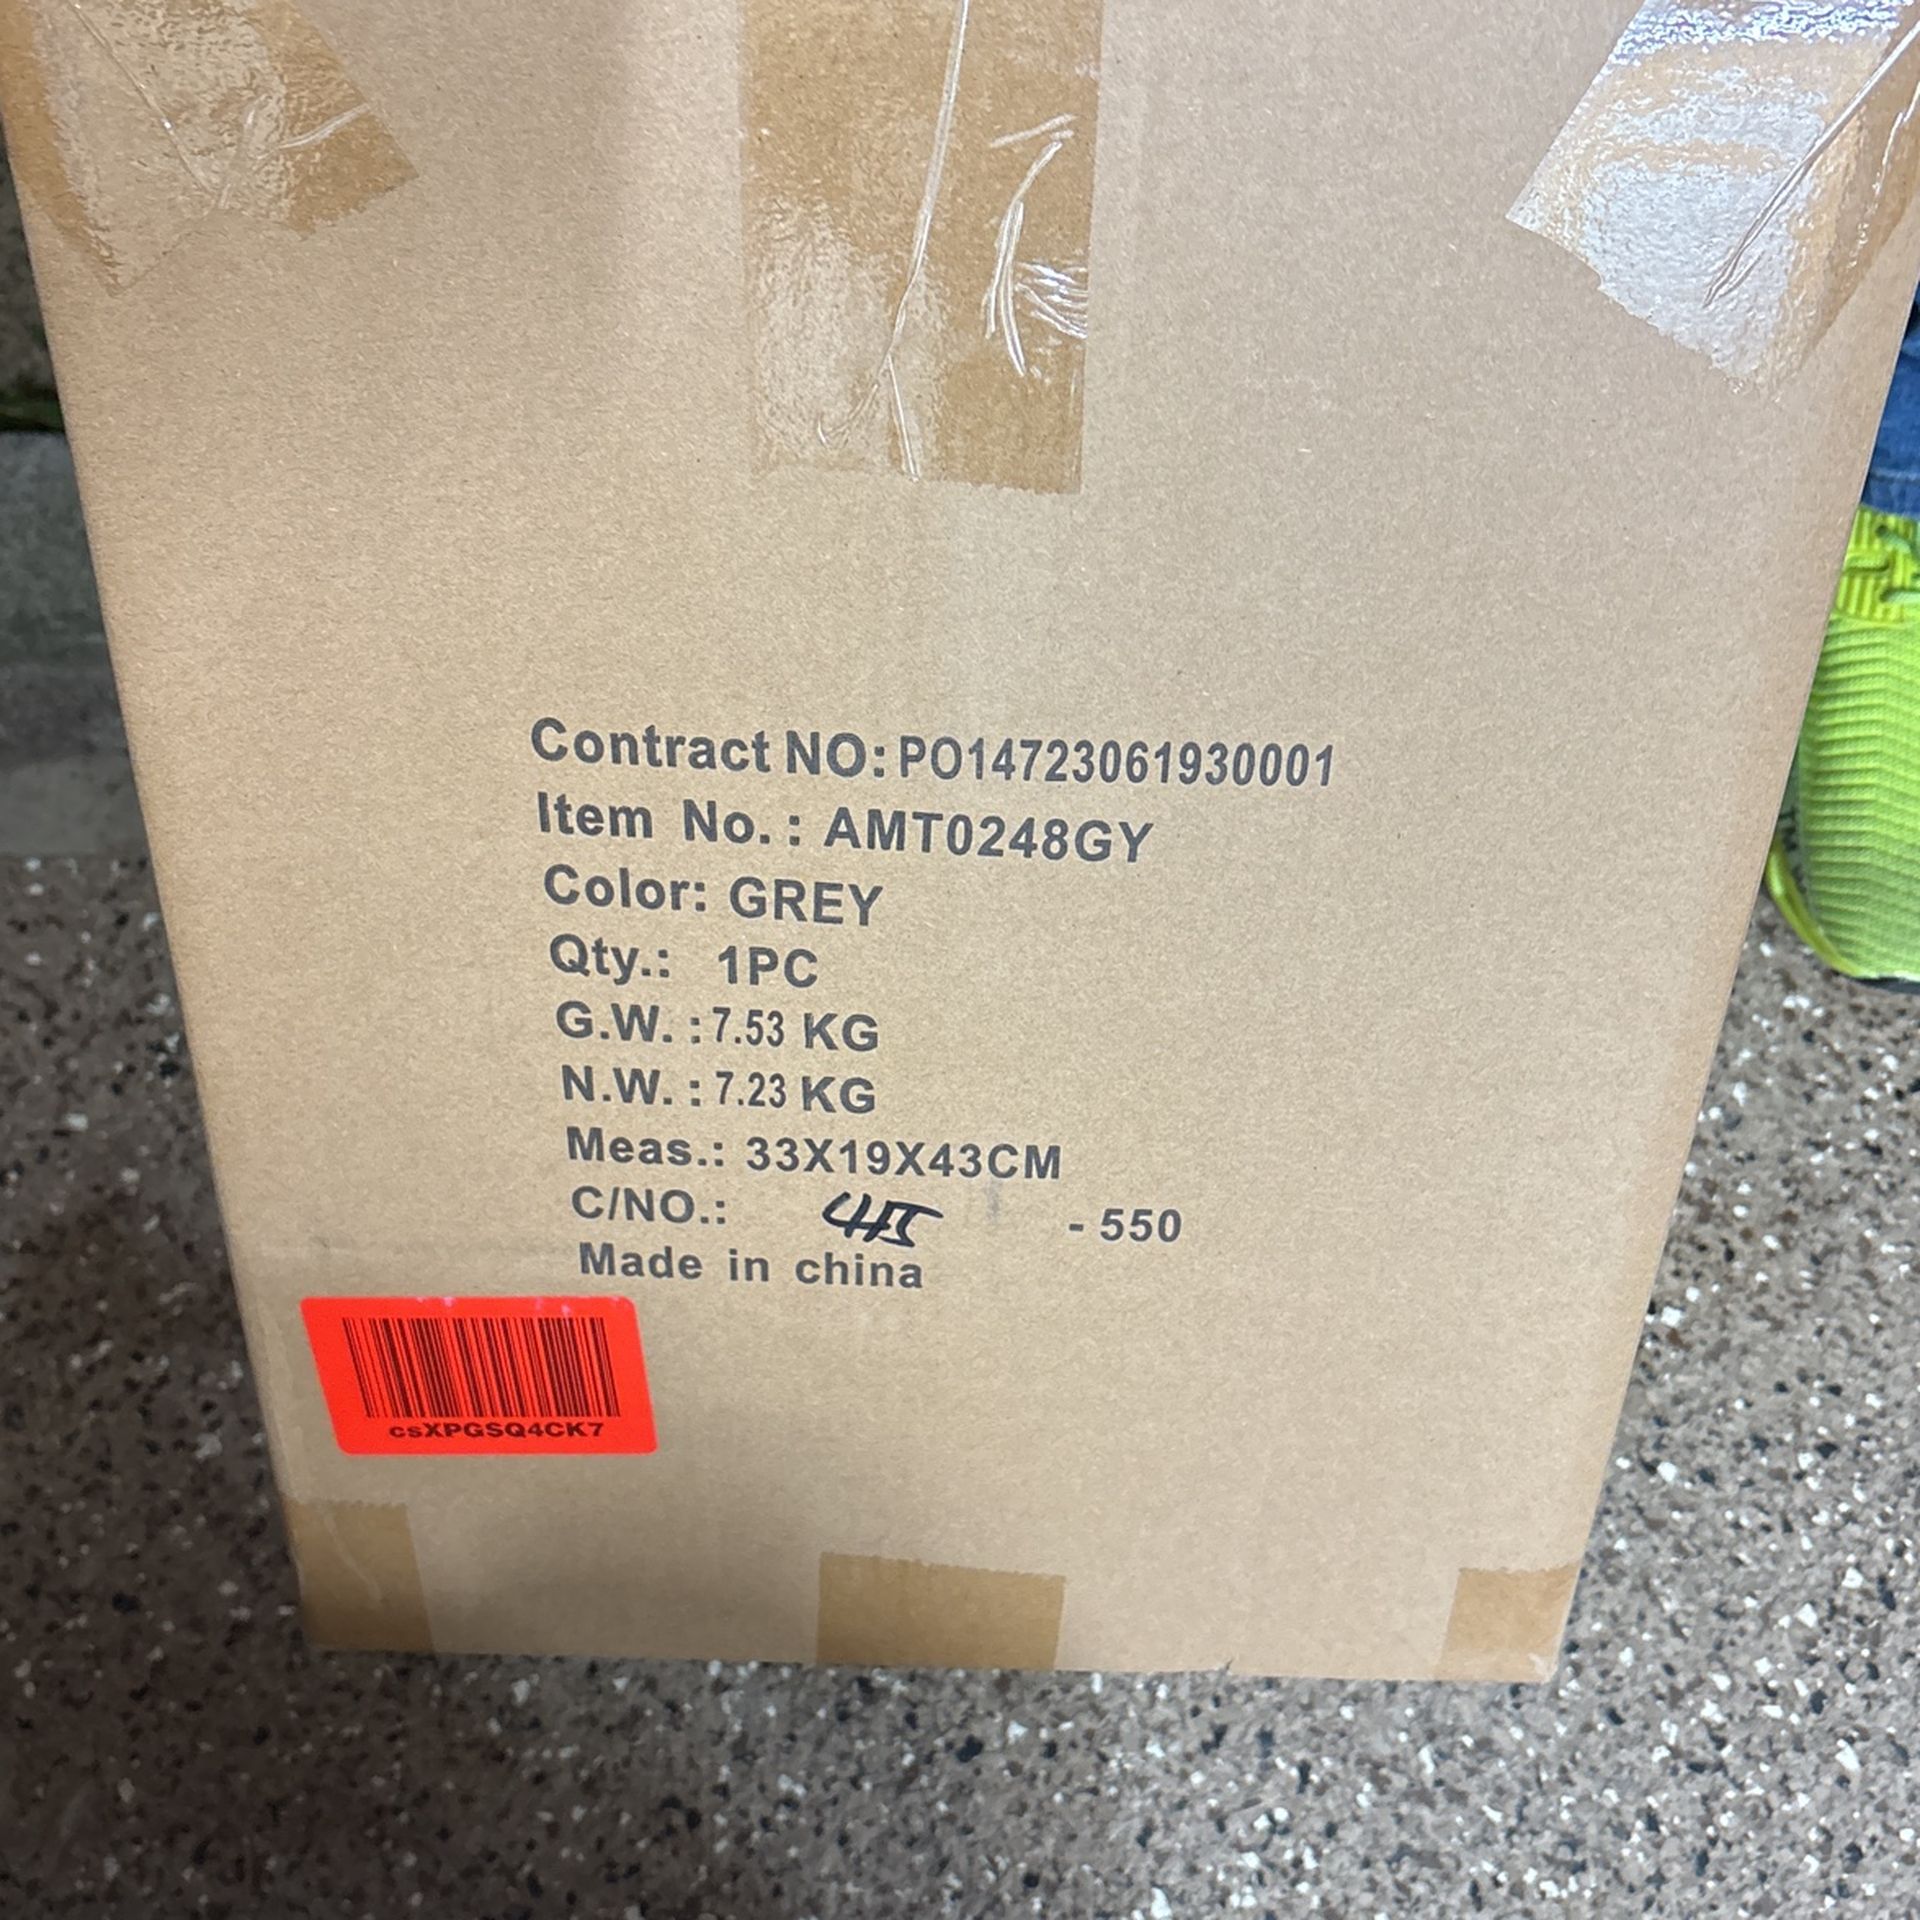 Contract NO: PO14723061930001
Item No. : AMT0248GY
Color: GREY
Qty.: 1PC
G.W. : 7.53 KG
N.W. : 7.23 KG
Meas.: 33X19X43CM
C/NO.: 415 - 550
Made in china
csXPGSQ4CK7